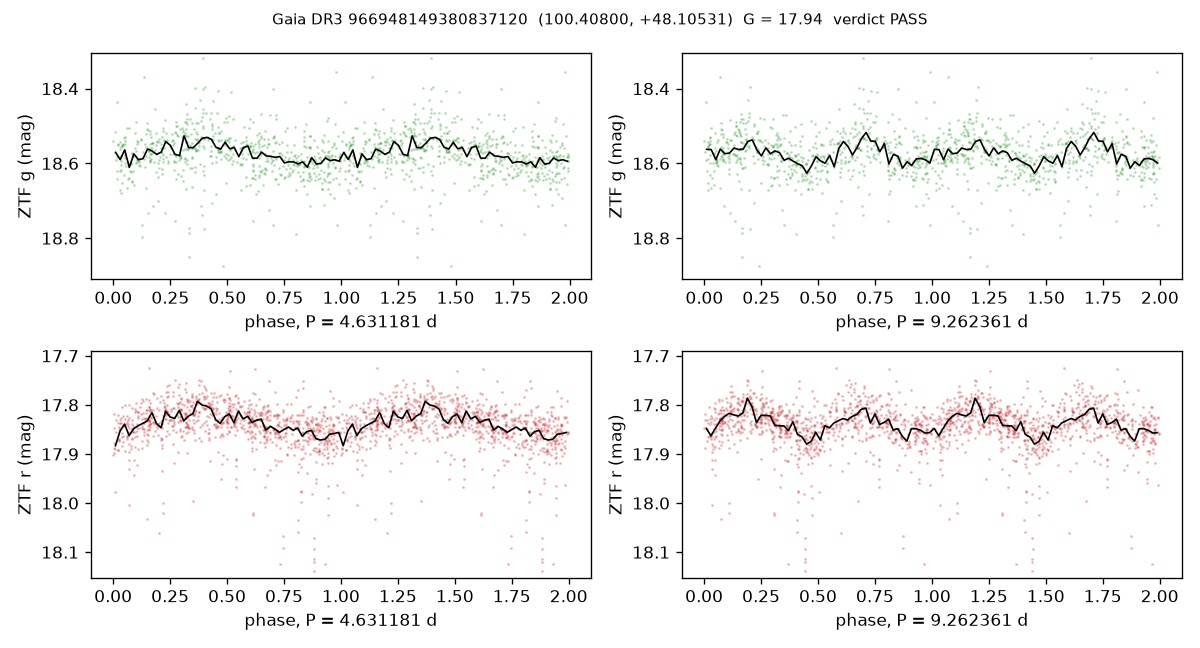 Gaia DR3 966948149380837120 (100.40800, +48.10531) G = 17.94 verdict PASS
ZTF g (mag)
18.4
18.6
18.8
0.00 0.25 0.50 0.75 1.00 1.25 1.50 1.75 2.00
phase, P = 4.631181 d
ZTF g (mag)
18.4
18.6
18.8
0.00 0.25 0.50 0.75 1.00 1.25 1.50 1.75 2.00
phase, P = 9.262361 d
ZTF r (mag)
17.7
17.8
17.9
18.0
18.1
0.00 0.25 0.50 0.75 1.00 1.25 1.50 1.75 2.00
phase, P = 4.631181 d
ZTF r (mag)
17.7
17.8
17.9
18.0
18.1
0.00 0.25 0.50 0.75 1.00 1.25 1.50 1.75 2.00
phase, P = 9.262361 d